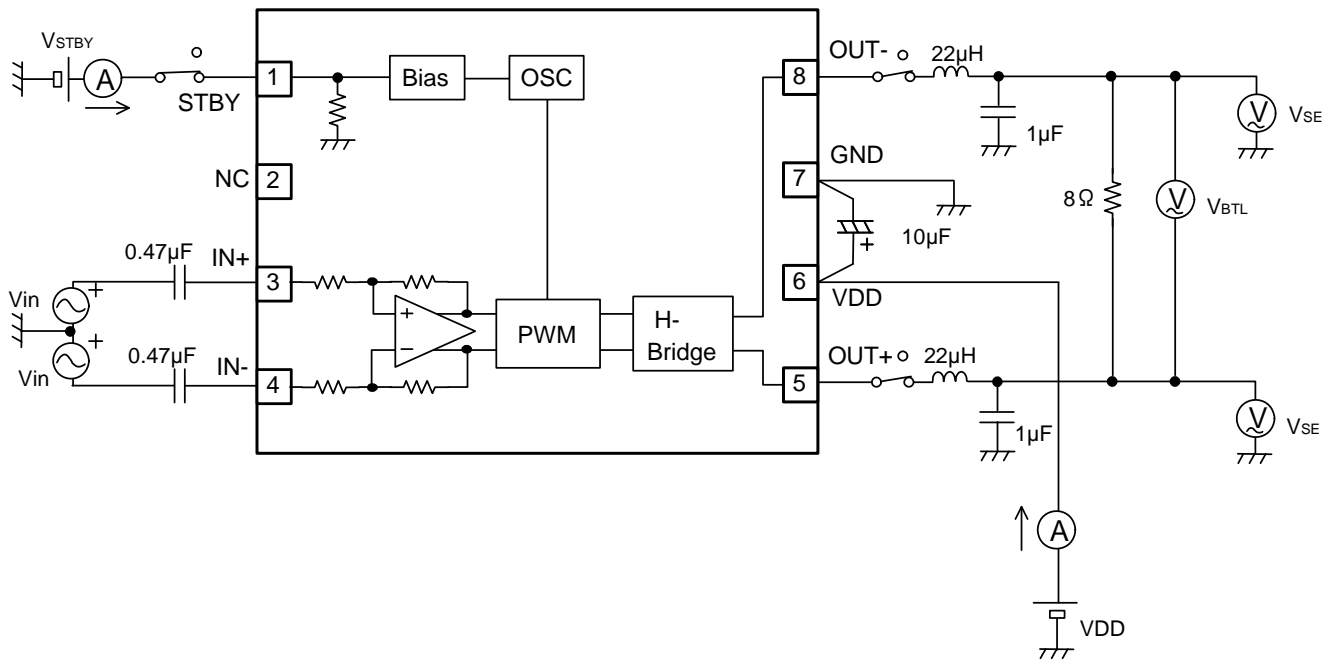 VSTBY
A
STBY
1
Bias
OSC
NC
2
0.47µF
IN+
3
Vin
+
+
Vin
0.47µF
IN-
4
+
−
PWM
H-
Bridge
OUT-
8
22µH
1µF
GND
7
10µF
+
6
VDD
OUT+
5
22µH
1µF
8Ω
V
VBTL
V
VSE
V
VSE
A
VDD